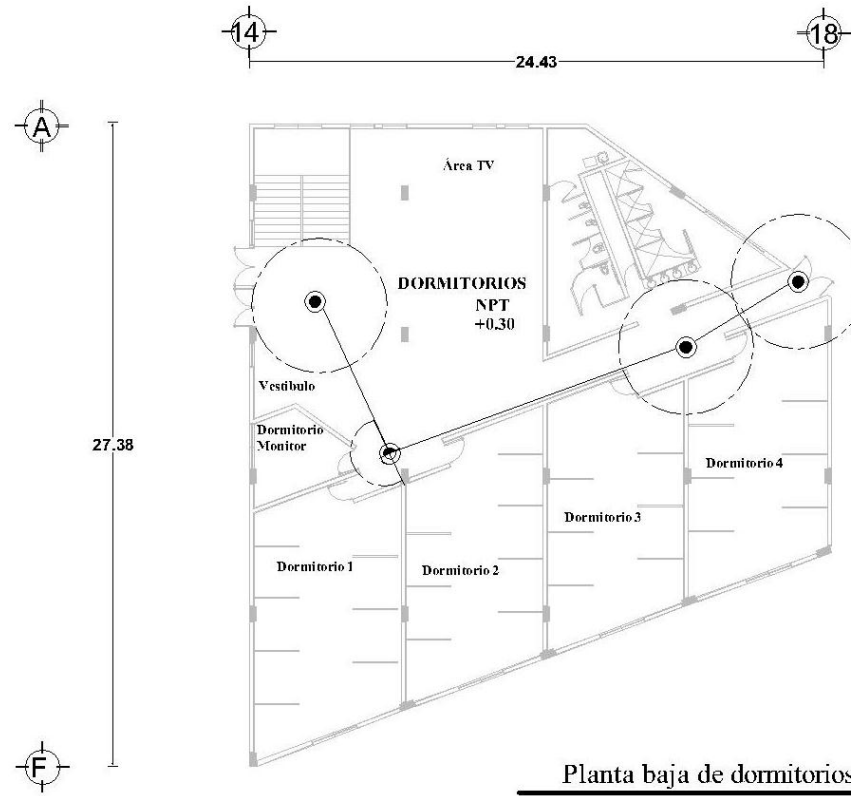 14
18
24.43
A
Área TV
DORMITORIOS
NPT
+0.30
Vestíbulo
Dormitorio
Monitor
27.38
Dormitorio 4
Dormitorio 3
Dormitorio 1
Dormitorio 2
F
Planta baja de dormitorios